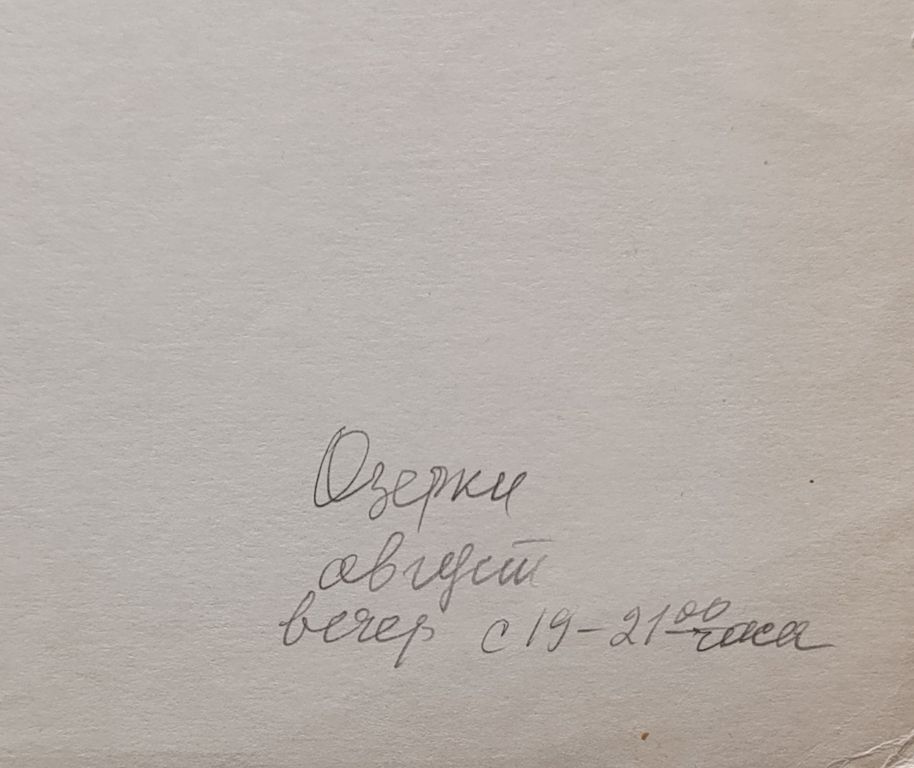 Озерки
август
вечер с 19-21⁰⁰ часа